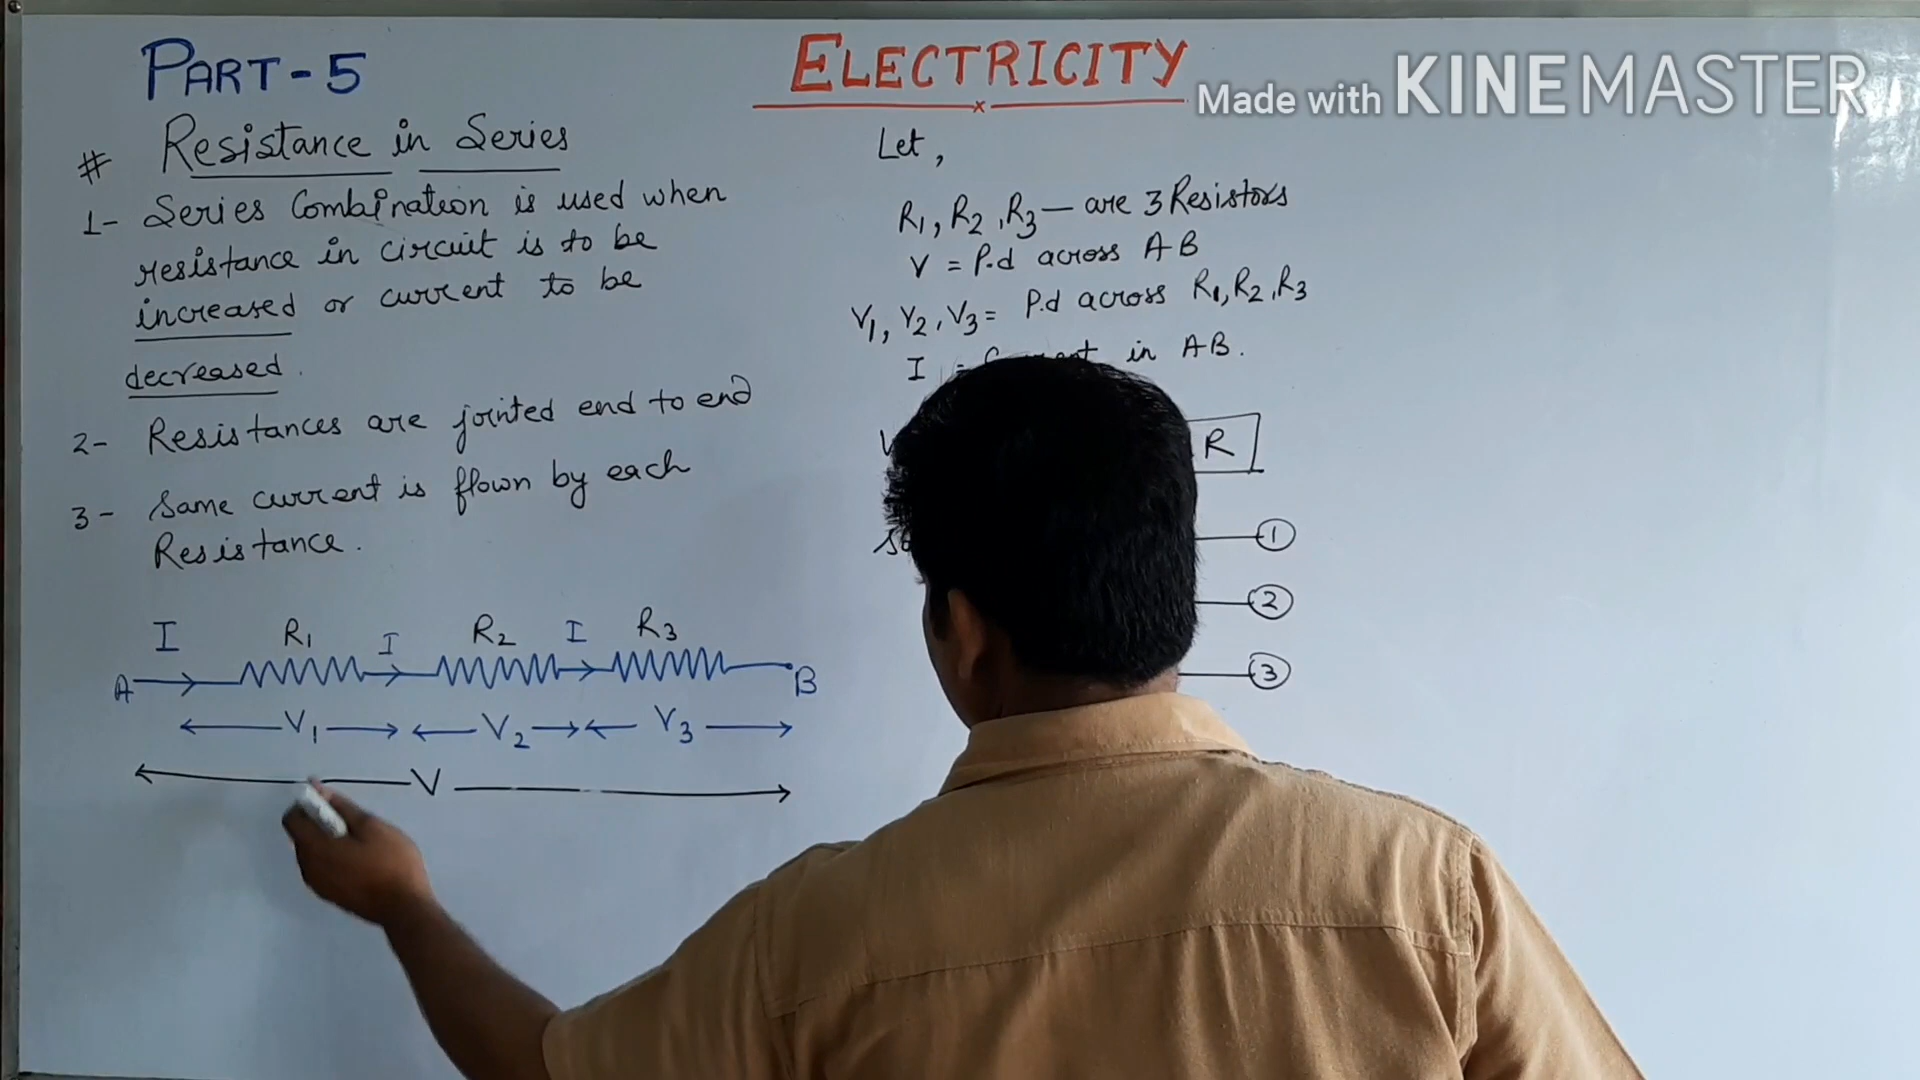 PART-5
ELECTRICITY
Made with KINEMASTER
# Resistance in Series
1- Series Combination is used when
resistance in circuit is to be
increased or current to be
decreased.
2- Resistances are jointed end to end
3- Same current is flown by each
Resistance.
I R1 I R2 I R3
A B
V1 V2 V3
V
Let,
R1, R2, R3 — are 3 Resistors
V = P.d across AB
V1, V2, V3 = P.d across R1, R2, R3
I = in AB.
R
1
2
3